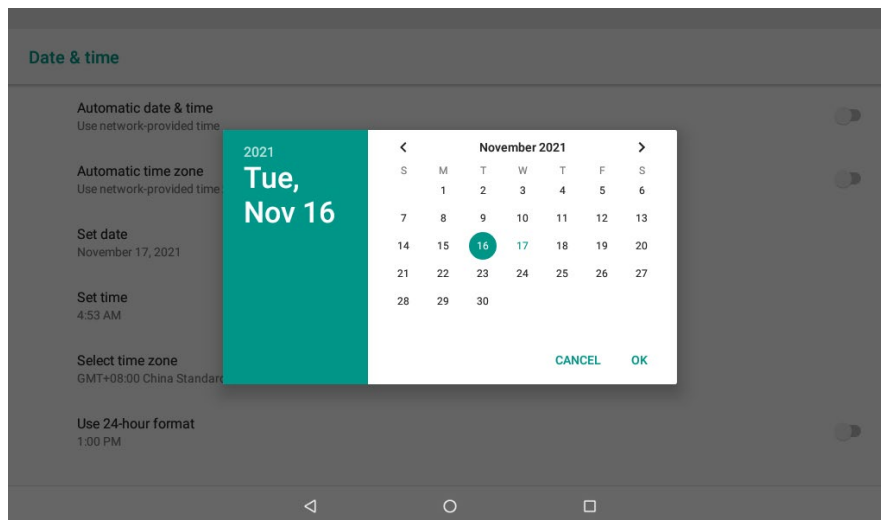 Date & time
Automatic date & time
Use network-provided time
Automatic time zone
Use network-provided time
Set date
November 17, 2021
Set time
4:53 AM
Select time zone
GMT+08:00 China Standard
Use 24-hour format
1:00 PM
2021
Tue,
Nov 16
November 2021
S M T W T F S
1 2 3 4 5 6
7 8 9 10 11 12 13
14 15 16 17 18 19 20
21 22 23 24 25 26 27
28 29 30
CANCEL OK